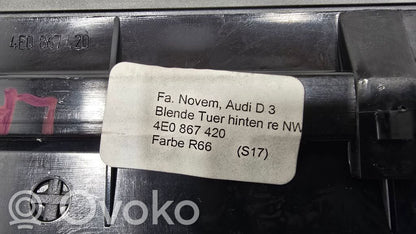 4E0 867 420
Fa. Novem, Audi D 3
Blende Tuer hinten re NW
4E0 867 420
Farbe R66 (S17)
Ovoko